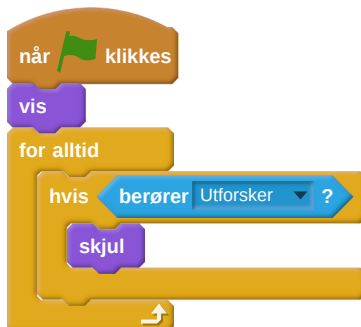 når klikkes
vis
for alltid
hvis berører Utforsker ?
skjul